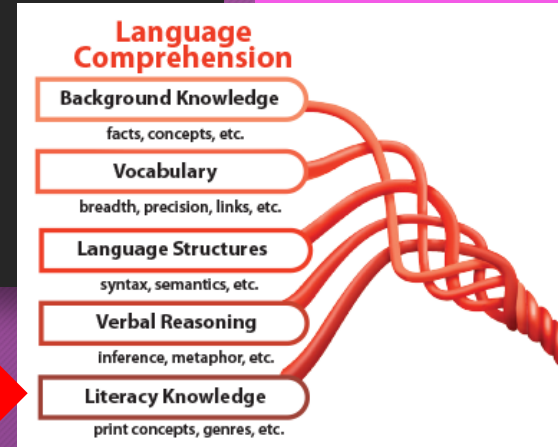 Language
Comprehension
Background Knowledge
facts, concepts, etc.
Vocabulary
breadth, precision, links, etc.
Language Structures
syntax, semantics, etc.
Verbal Reasoning
inference, metaphor, etc.
Literacy Knowledge
print concepts, genres, etc.